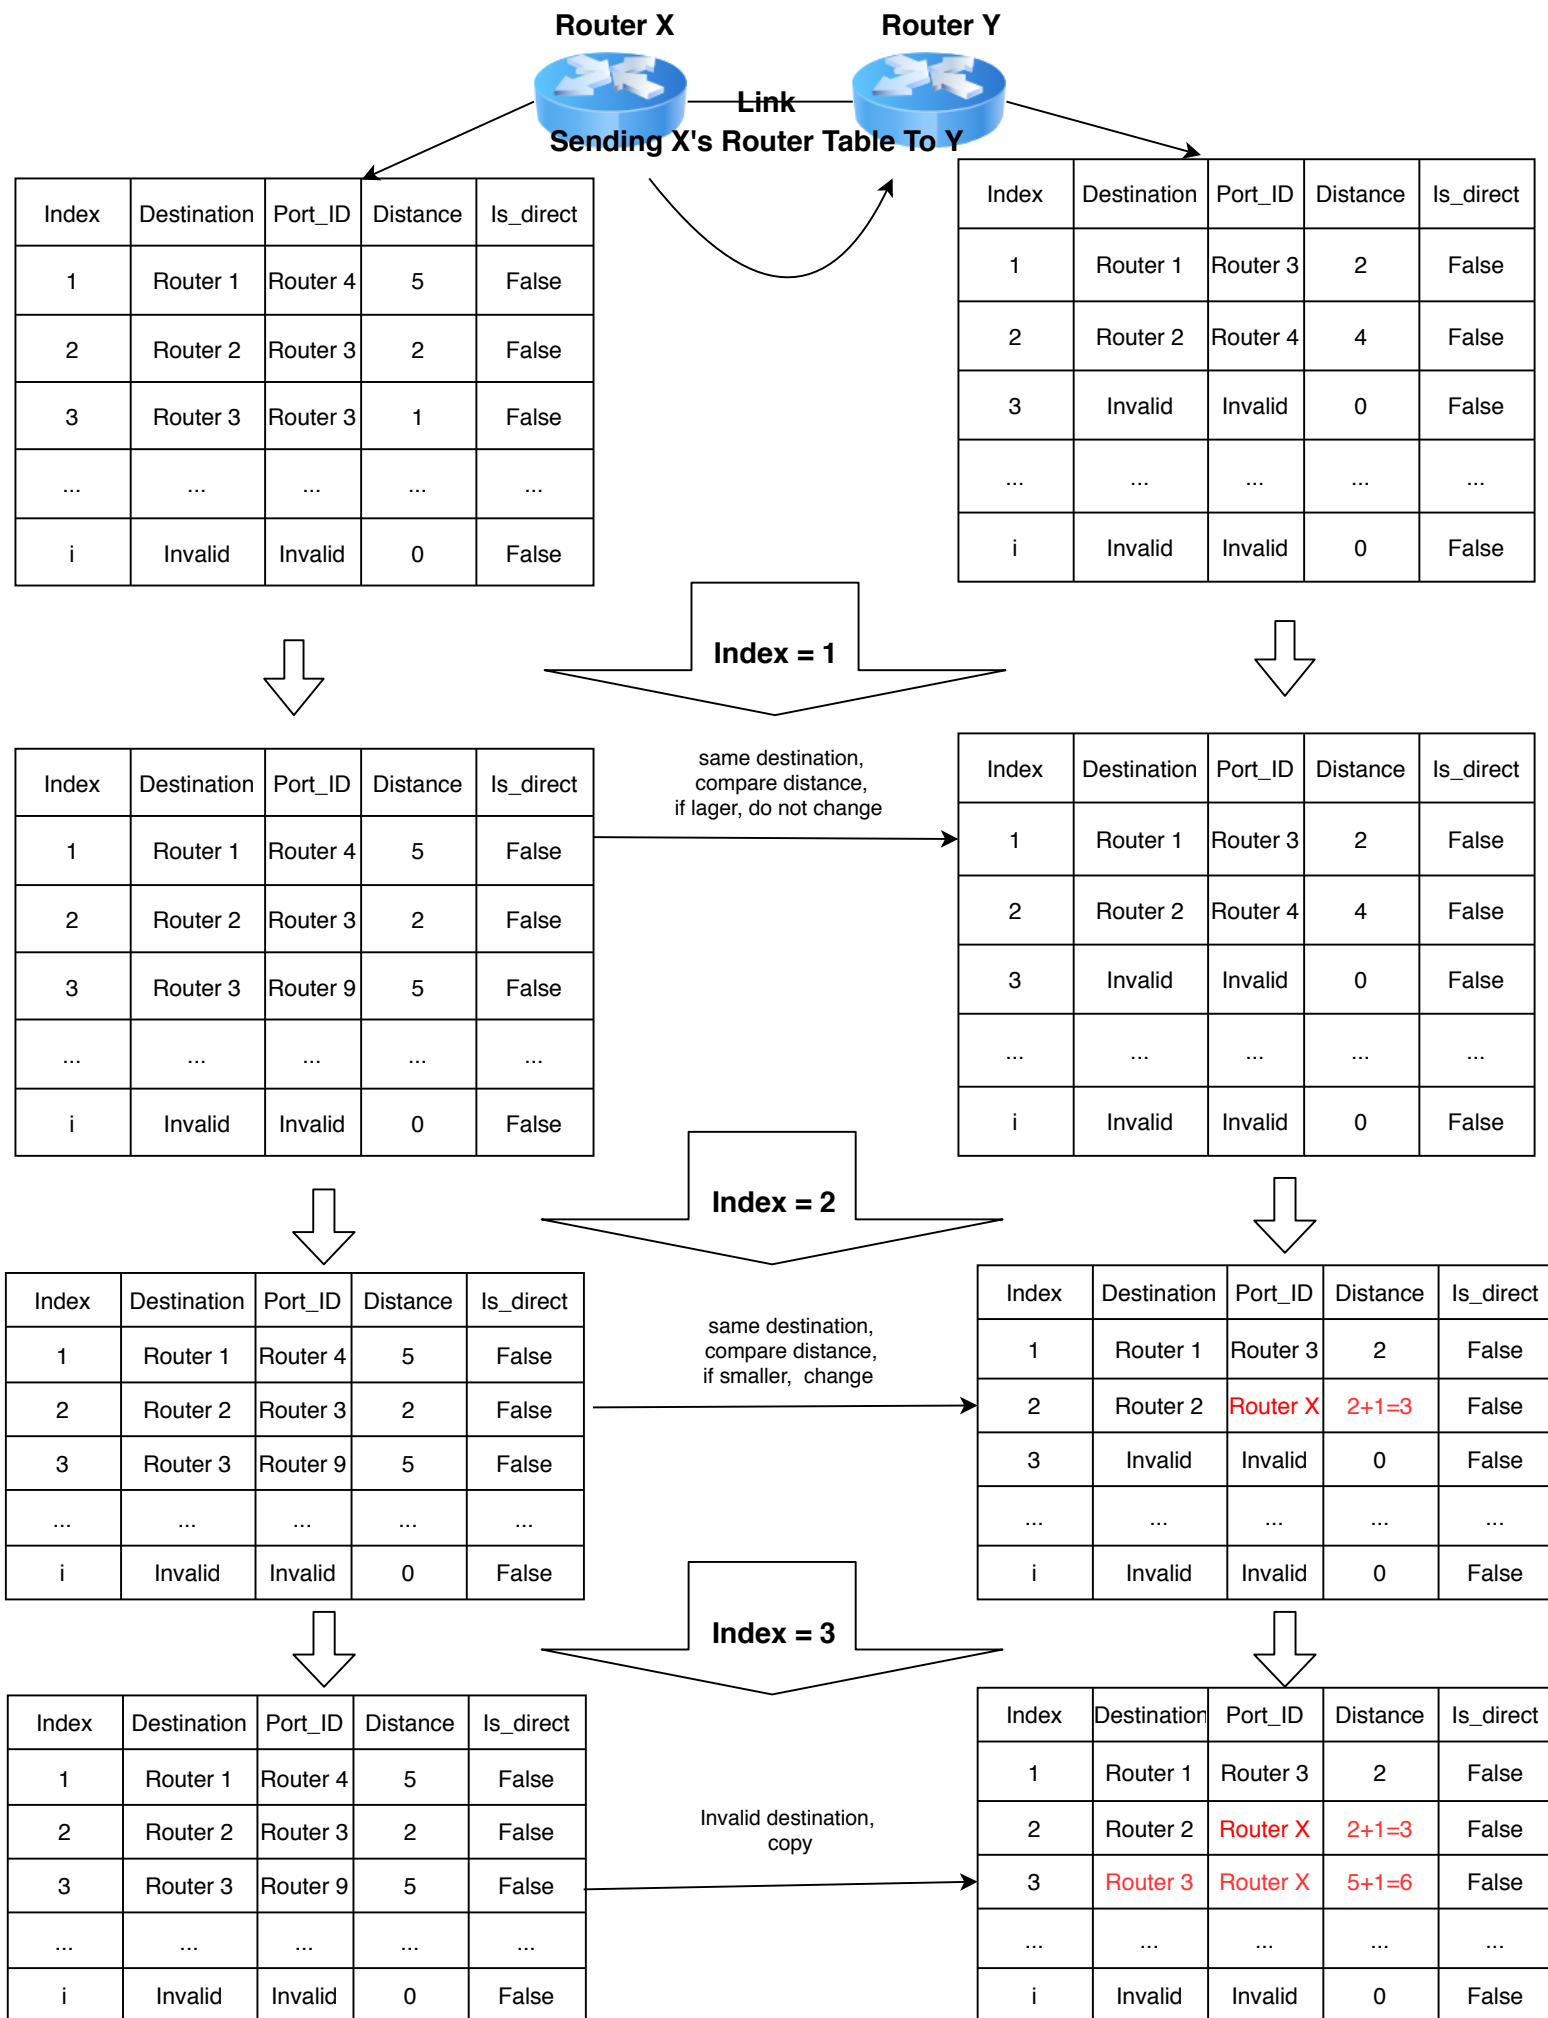 Router X Router Y
Link
Sending X's Router Table To Y
Index Destination Port_ID Distance Is_direct
1 Router 1 Router 4 5 False
2 Router 2 Router 3 2 False
3 Router 3 Router 3 1 False
... ... ... ... ...
i Invalid Invalid 0 False
Index Destination Port_ID Distance Is_direct
1 Router 1 Router 3 2 False
2 Router 2 Router 4 4 False
3 Invalid Invalid 0 False
... ... ... ... ...
i Invalid Invalid 0 False
Index = 1
Index Destination Port_ID Distance Is_direct
1 Router 1 Router 4 5 False
2 Router 2 Router 3 2 False
3 Router 3 Router 9 5 False
... ... ... ... ...
i Invalid Invalid 0 False
same destination,
compare distance,
if lager, do not change
Index Destination Port_ID Distance Is_direct
1 Router 1 Router 3 2 False
2 Router 2 Router 4 4 False
3 Invalid Invalid 0 False
... ... ... ... ...
i Invalid Invalid 0 False
Index = 2
Index Destination Port_ID Distance Is_direct
1 Router 1 Router 4 5 False
2 Router 2 Router 3 2 False
3 Router 3 Router 9 5 False
... ... ... ... ...
i Invalid Invalid 0 False
same destination,
compare distance,
if smaller, change
Index Destination Port_ID Distance Is_direct
1 Router 1 Router 3 2 False
2 Router 2 Router X 2+1=3 False
3 Invalid Invalid 0 False
... ... ... ... ...
i Invalid Invalid 0 False
Index = 3
Index Destination Port_ID Distance Is_direct
1 Router 1 Router 4 5 False
2 Router 2 Router 3 2 False
3 Router 3 Router 9 5 False
... ... ... ... ...
i Invalid Invalid 0 False
Invalid destination,
copy
Index Destination Port_ID Distance Is_direct
1 Router 1 Router 3 2 False
2 Router 2 Router X 2+1=3 False
3 Router 3 Router X 5+1=6 False
... ... ... ... ...
i Invalid Invalid 0 False